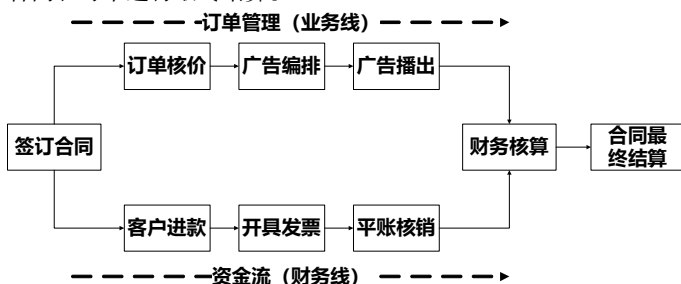 订单管理（业务线）
订单核价
广告编排
广告播出
签订合同
财务核算
合同最
终结算
客户进款
开具发票
平账核销
资金流（财务线）